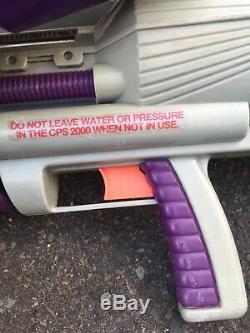 DO NOT LEAVE WATER OR PRESSURE
IN THE CPS 2000 WHEN NOT IN USE.